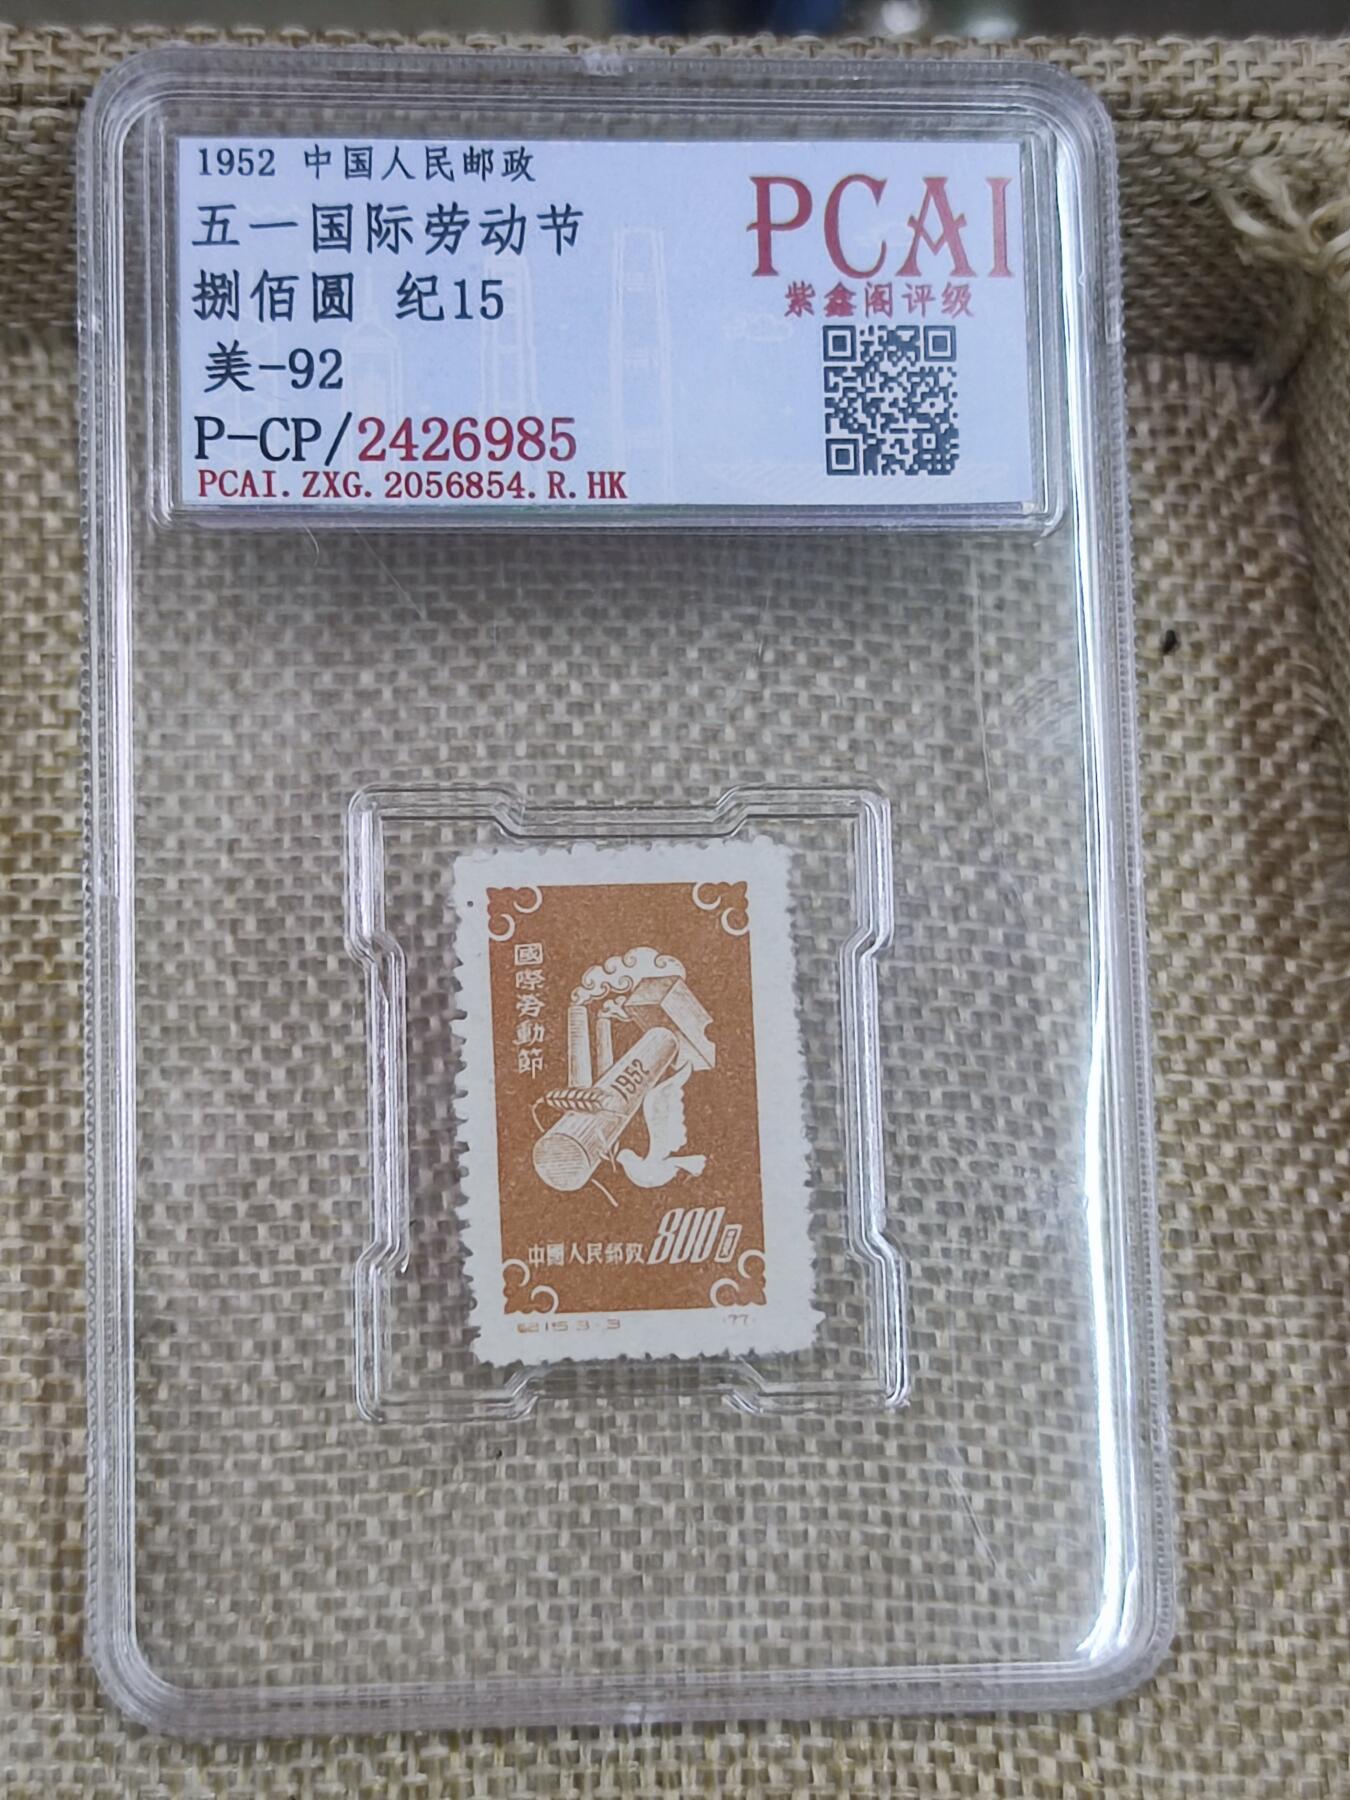 1952 中国人民邮政
五一国际劳动节
捌佰圆 纪15
美-92
P-CP/2426985
PCAI.ZXG.2056854.R.HK
PCAI
紫鑫阁评级
國際劳動節
1952
中國人民郵政 800圆
紀15 3-3
(77)